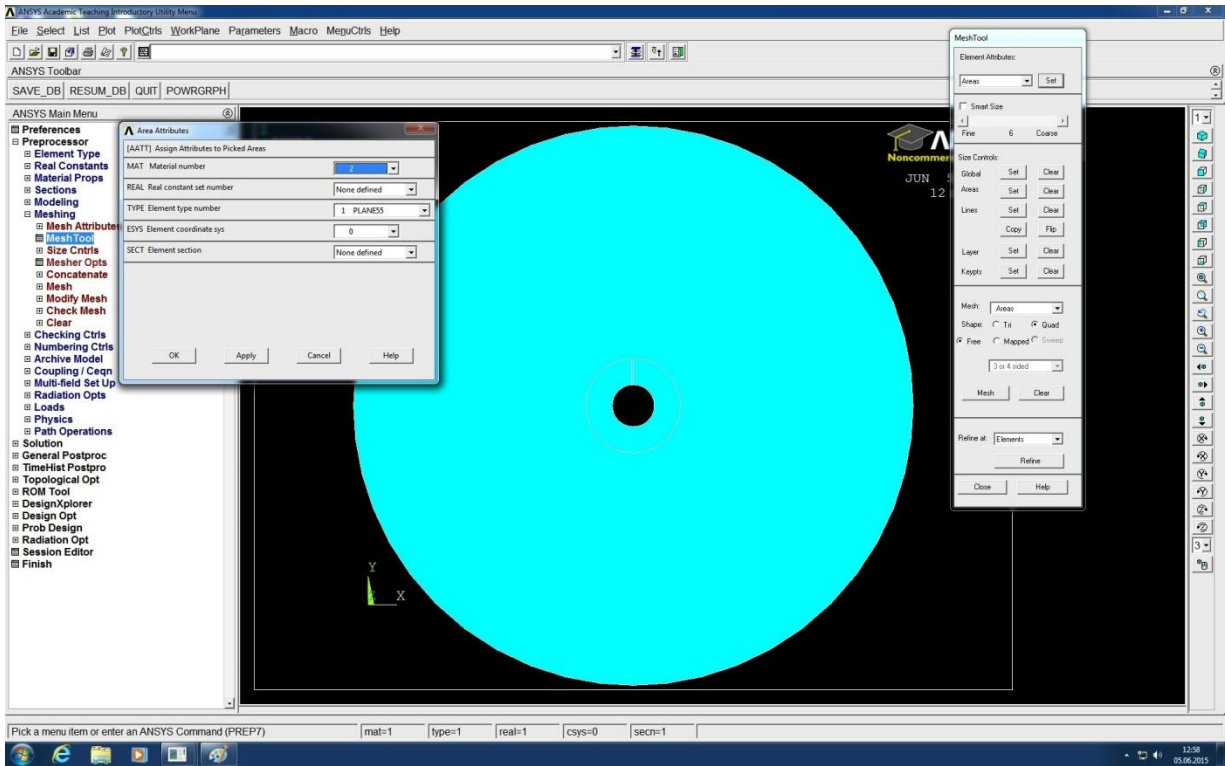 ANSYS Academic Teaching Introductory Utility Menu
File Select List Plot PlotCtrls WorkPlane Parameters Macro MenuCtrls Help
ANSYS Toolbar
SAVE_DB RESUM_DB QUIT POWRGRPH
ANSYS Main Menu
Preferences
Preprocessor
Element Type
Real Constants
Material Props
Sections
Modeling
Meshing
Mesh Attributes
MeshTool
Size Cntrls
Mesher Opts
Concatenate
Mesh
Modify Mesh
Check Mesh
Clear
Checking Ctrls
Numbering Ctrls
Archive Model
Coupling / Ceqn
Multi-field Set Up
Radiation Opts
Loads
Physics
Path Operations
Solution
General Postproc
TimeHist Postpro
Topological Opt
ROM Tool
DesignXplorer
Design Opt
Prob Design
Radiation Opt
Session Editor
Finish
Area Attributes
[AATT] Assign Attributes to Picked Areas
MAT Material number 2
REAL Real constant set number None defined
TYPE Element type number 1 PLANE55
ESYS Element coordinate sys 0
SECT Element section None defined
OK Apply Cancel Help
Noncommer
JUN 5
12
Y
X
MeshTool
Element Attributes:
Areas Set
Smart Size
Fine 6 Coarse
Size Controls:
Global Set Clear
Areas Set Clear
Lines Set Clear
Copy Flip
Layer Set Clear
Keypts Set Clear
Mesh: Areas
Shape: Tri Quad
Free Mapped Sweep
3 or 4 sided
Mesh Clear
Refine at: Elements
Refine
Close Help
1
3
Pick a menu item or enter an ANSYS Command (PREP7) mat=1 type=1 real=1 csys=0 secn=1
12:58
05.06.2015